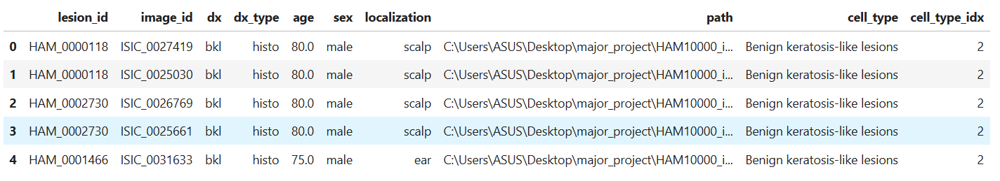 lesion_id image_id dx dx_type age sex localization path cell_type cell_type_idx
0 HAM_0000118 ISIC_0027419 bkl histo 80.0 male scalp C:\Users\ASUS\Desktop\major_project\HAM10000_i... Benign keratosis-like lesions 2
1 HAM_0000118 ISIC_0025030 bkl histo 80.0 male scalp C:\Users\ASUS\Desktop\major_project\HAM10000_i... Benign keratosis-like lesions 2
2 HAM_0002730 ISIC_0026769 bkl histo 80.0 male scalp C:\Users\ASUS\Desktop\major_project\HAM10000_i... Benign keratosis-like lesions 2
3 HAM_0002730 ISIC_0025661 bkl histo 80.0 male scalp C:\Users\ASUS\Desktop\major_project\HAM10000_i... Benign keratosis-like lesions 2
4 HAM_0001466 ISIC_0031633 bkl histo 75.0 male ear C:\Users\ASUS\Desktop\major_project\HAM10000_i... Benign keratosis-like lesions 2